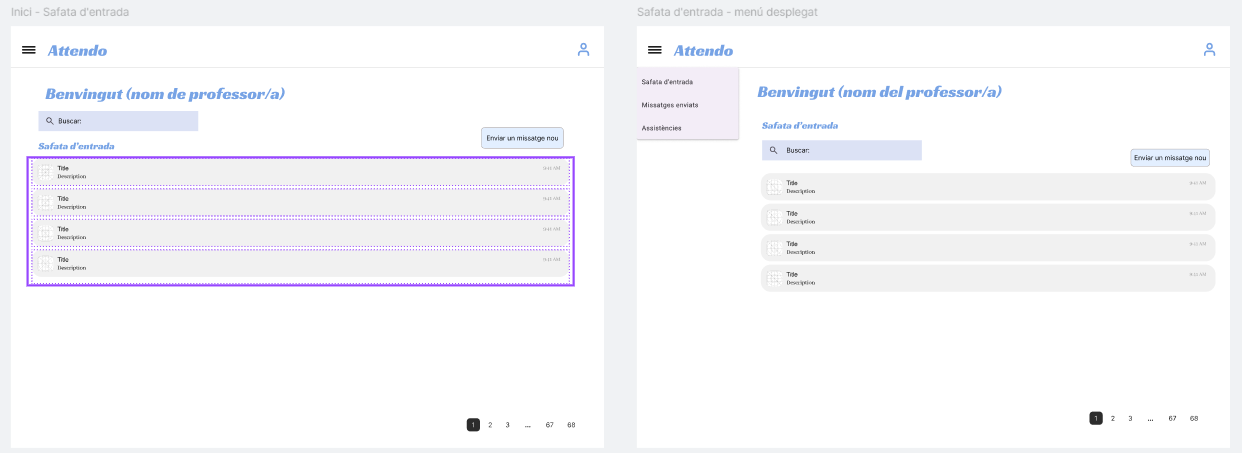 Inici - Safata d'entrada
Attendo
Benvingut (nom de professor/a)
Buscar:
Enviar un missatge nou
Safata d'entrada
Title
Description
9:41 AM
Title
Description
9:41 AM
Title
Description
9:41 AM
Title
Description
9:41 AM
1 2 3 ... 67 68
Safata d'entrada - menú desplegat
Attendo
Safata d'entrada
Missatges enviats
Assistències
Benvingut (nom del professor/a)
Safata d'entrada
Buscar:
Enviar un missatge nou
Title
Description
9:41 AM
Title
Description
9:41 AM
Title
Description
9:41 AM
Title
Description
9:41 AM
1 2 3 ... 67 68